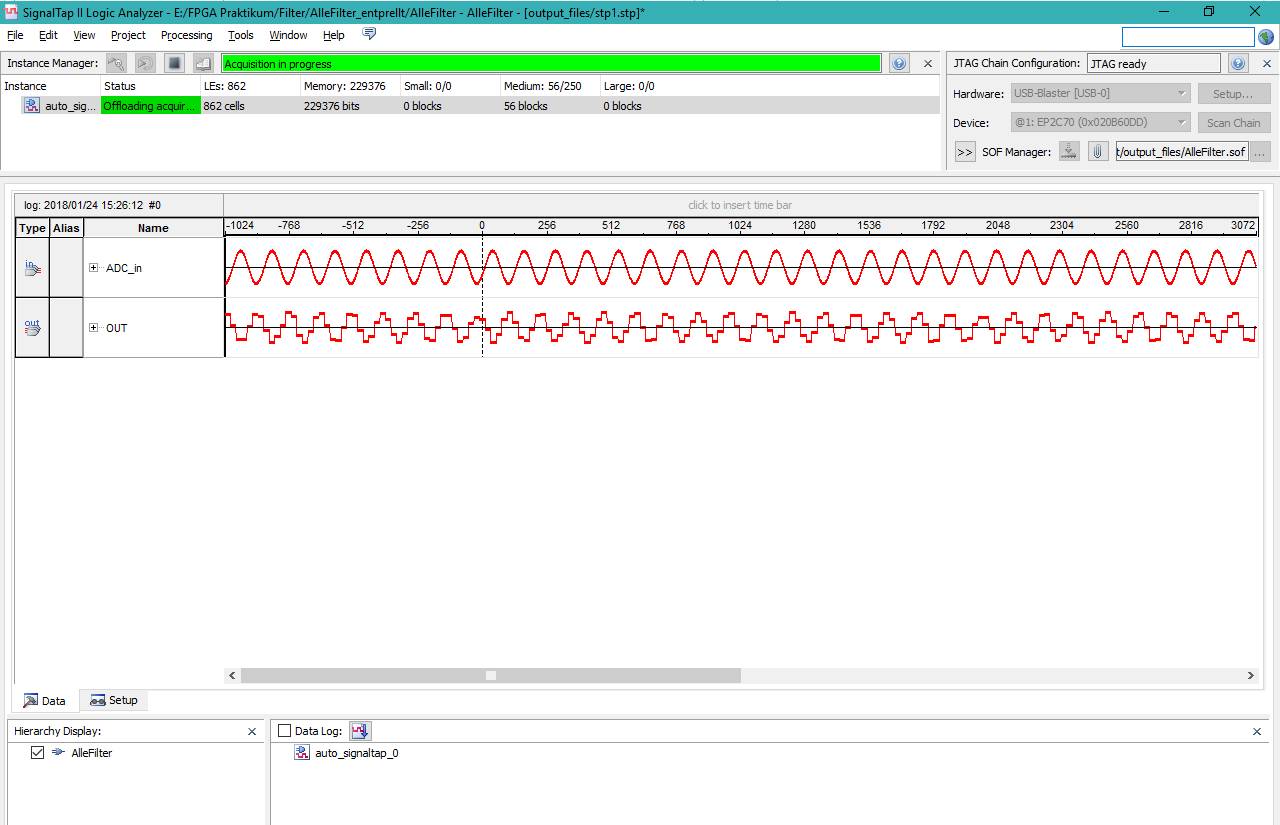 SignalTap II Logic Analyzer - E:/FPGA Praktikum/Filter/AlleFilter_entprellt/AlleFilter - AlleFilter - [output_files/stp1.stp]*
File Edit View Project Processing Tools Window Help
Instance Manager: Acquisition in progress
Instance Status LEs: 862 Memory: 229376 Small: 0/0 Medium: 56/250 Large: 0/0
auto_sig... Offloading acquir... 862 cells 229376 bits 0 blocks 56 blocks 0 blocks
JTAG Chain Configuration: JTAG ready
Hardware: USB-Blaster [USB-0] Setup...
Device: @1: EP2C70 (0x020B60DD) Scan Chain
>> SOF Manager: t/output_files/AlleFilter.sof ...
log: 2018/01/24 15:26:12 #0 click to insert time bar
Type Alias Name -1024 -768 -512 -256 0 256 512 768 1024 1280 1536 1792 2048 2304 2560 2816 3072
in ADC_in
out OUT
Data Setup
Hierarchy Display:
AlleFilter
Data Log:
auto_signaltap_0